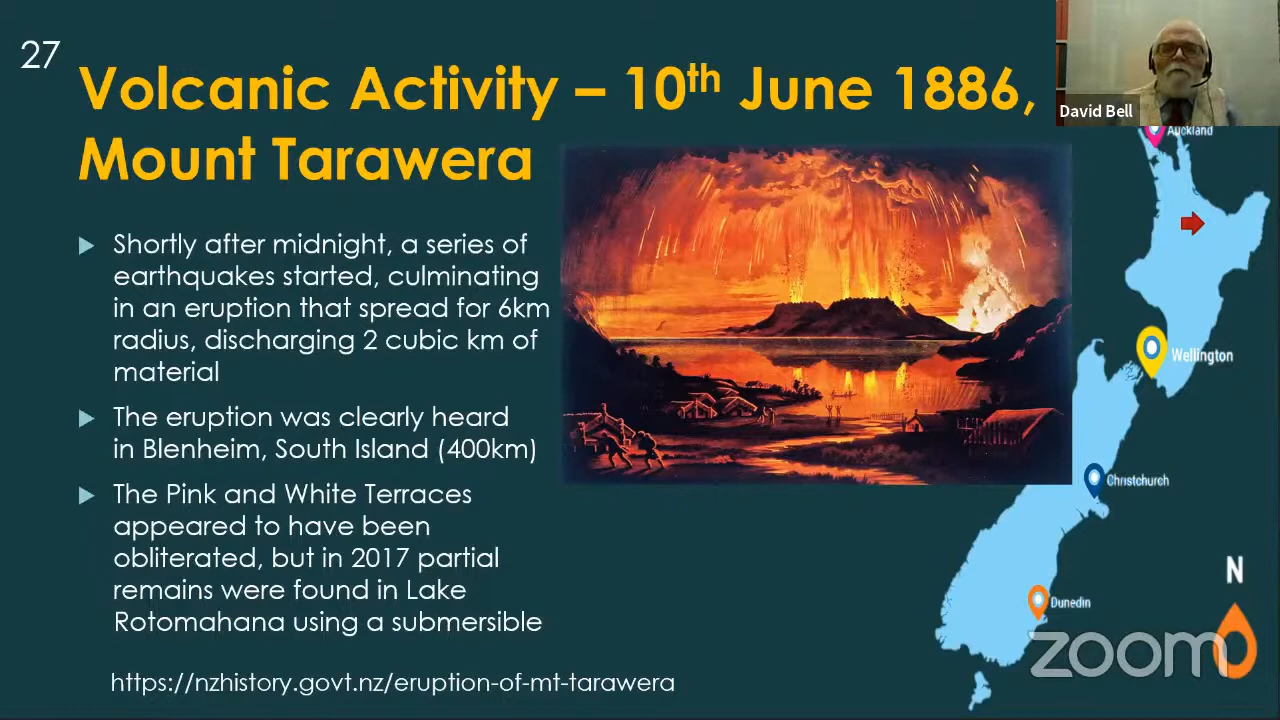 27
Volcanic Activity – 10th June 1886,
Mount Tarawera
Shortly after midnight, a series of
earthquakes started, culminating
in an eruption that spread for 6km
radius, discharging 2 cubic km of
material
The eruption was clearly heard
in Blenheim, South Island (400km)
The Pink and White Terraces
appeared to have been
obliterated, but in 2017 partial
remains were found in Lake
Rotomahana using a submersible
https://nzhistory.govt.nz/eruption-of-mt-tarawera
David Bell
Auckland
Wellington
Christchurch
Dunedin
N
zoom